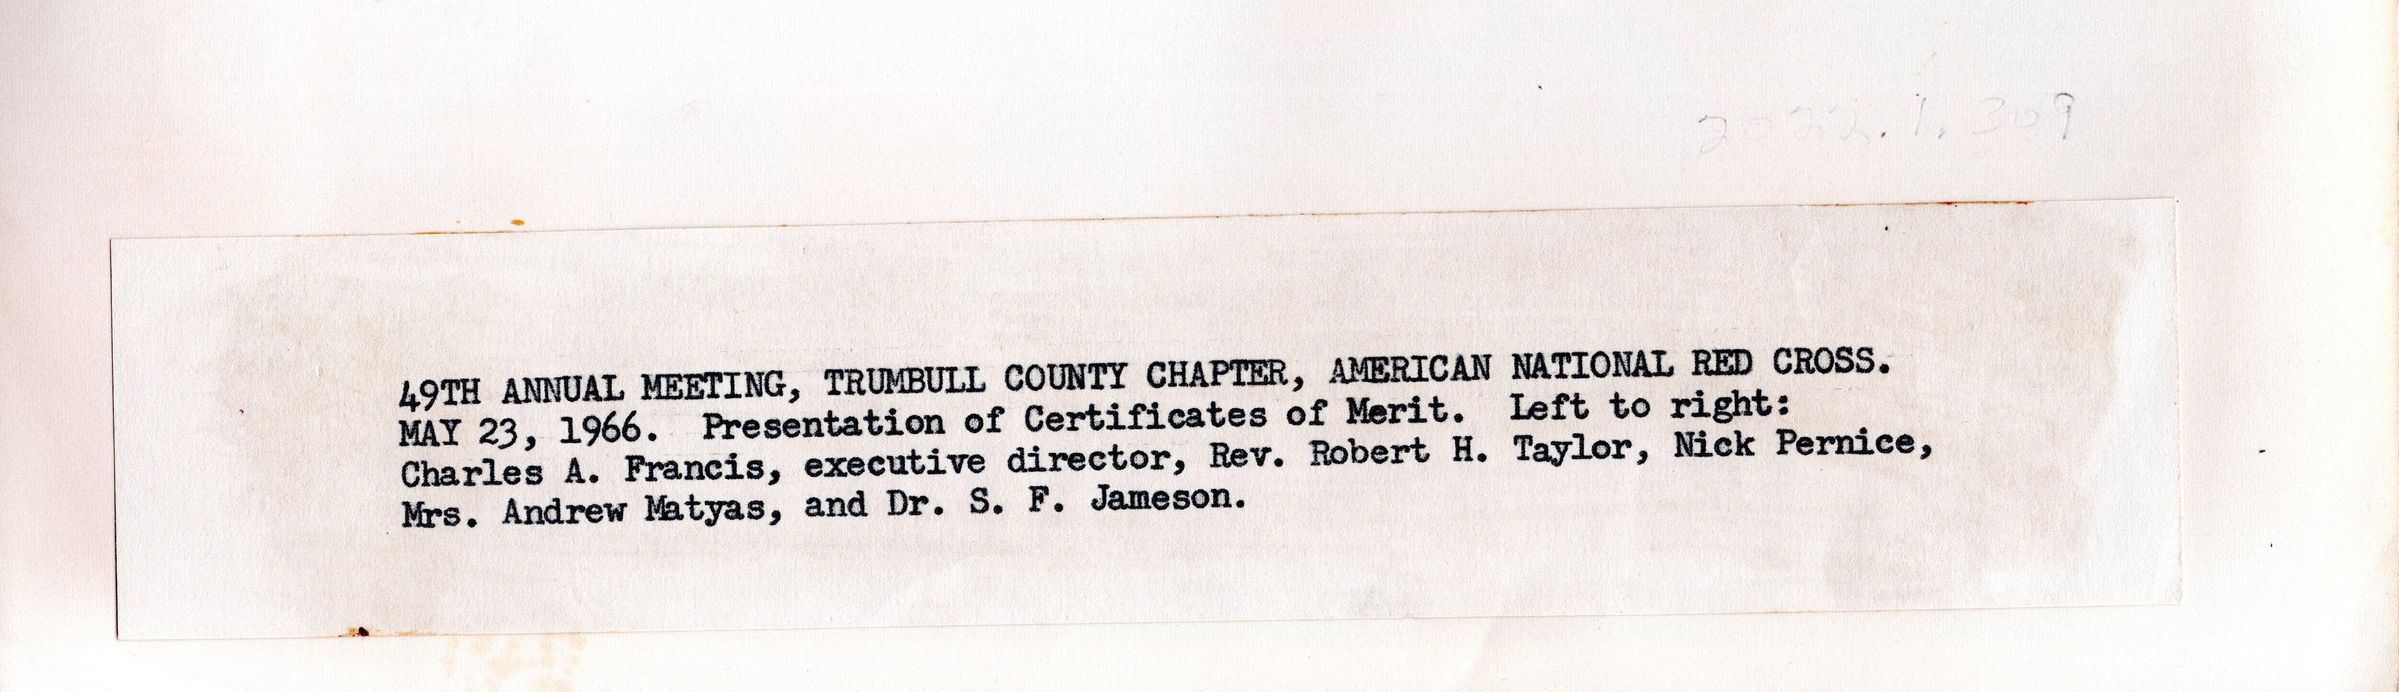 2022.1.309
49TH ANNUAL MEETING, TRUMBULL COUNTY CHAPTER, AMERICAN NATIONAL RED CROSS.
MAY 23, 1966. Presentation of Certificates of Merit. Left to right:
Charles A. Francis, executive director, Rev. Robert H. Taylor, Nick Pernice,
Mrs. Andrew Matyas, and Dr. S. F. Jameson.